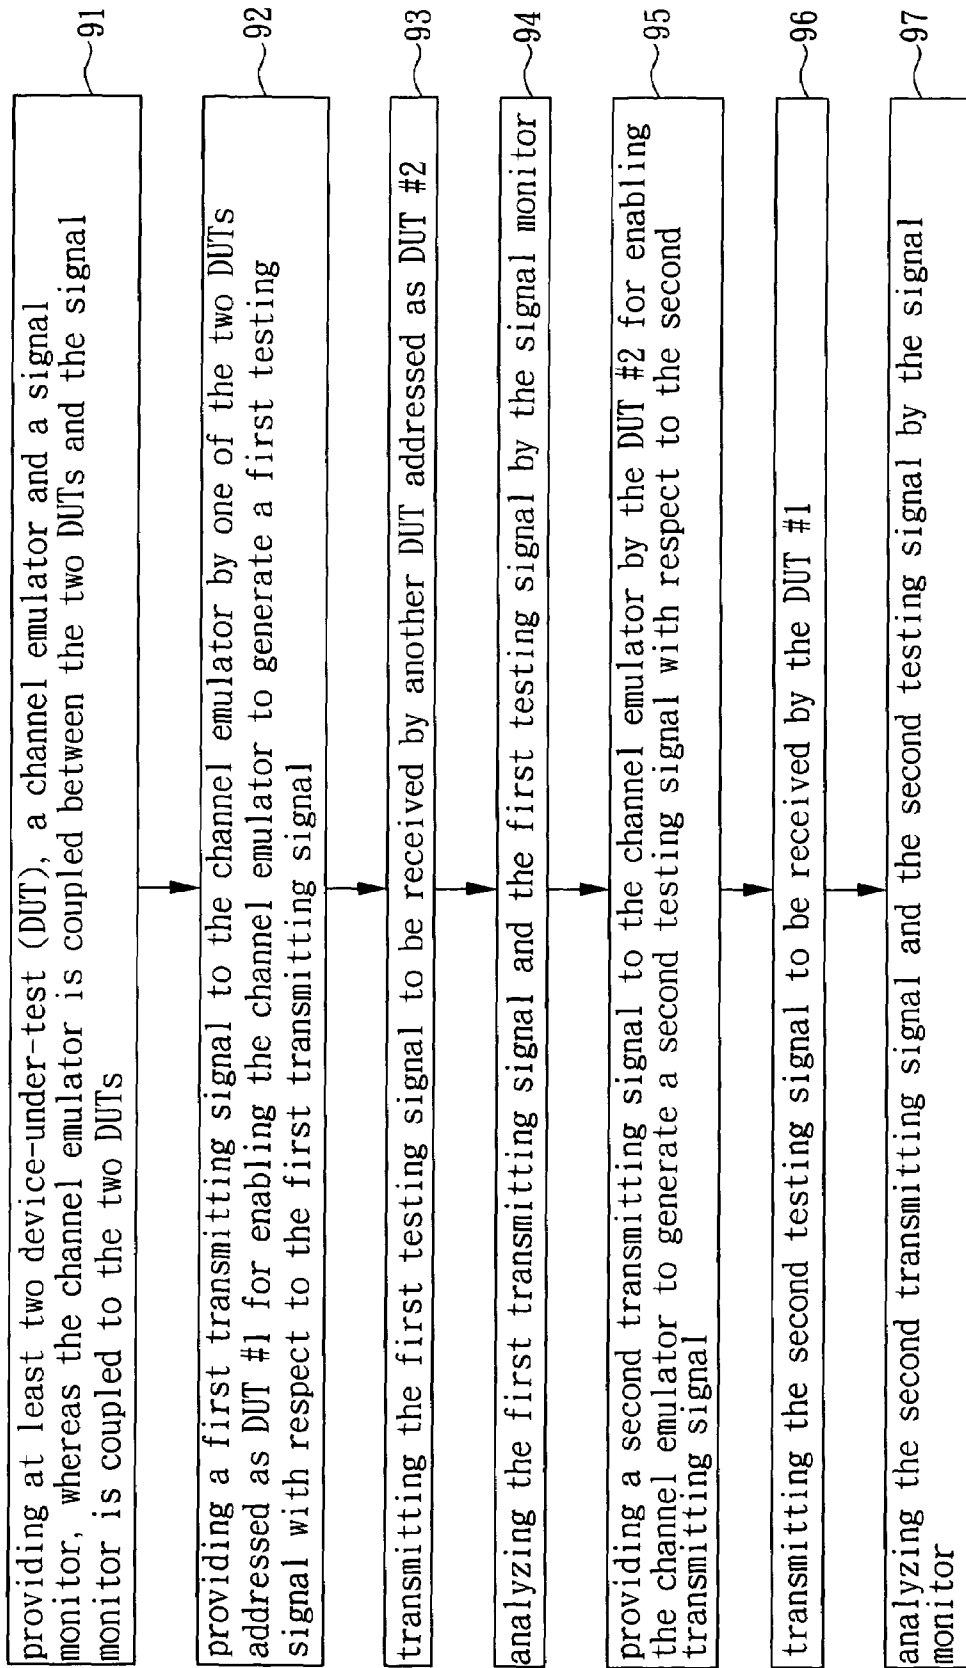 providing at least two device-under-test (DUT), a channel emulator and a signal
monitor, whereas the channel emulator is coupled between the two DUTs and the signal
monitor is coupled to the two DUTs
91
providing a first transmitting signal to the channel emulator by one of the two DUTs
addressed as DUT #1 for enabling the channel emulator to generate a first testing
signal with respect to the first transmitting signal
92
transmitting the first testing signal to be received by another DUT addressed as DUT #2
93
analyzing the first transmitting signal and the first testing signal by the signal monitor
94
providing a second transmitting signal to the channel emulator by the DUT #2 for enabling
the channel emulator to generate a second testing signal with respect to the second
transmitting signal
95
transmitting the second testing signal to be received by the DUT #1
96
analyzing the second transmitting signal and the second testing signal by the signal
monitor
97